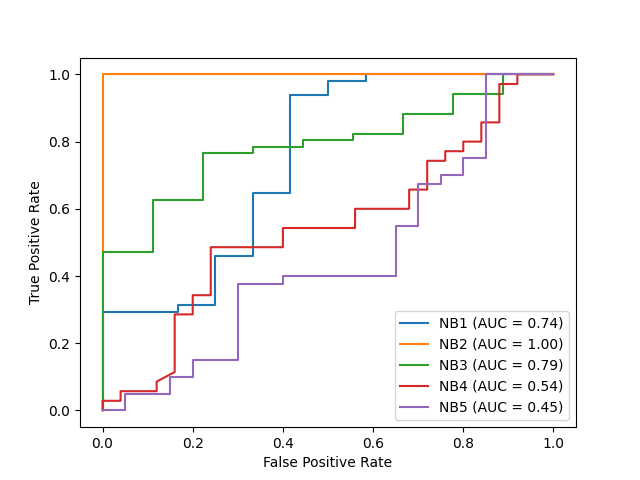 1.0
0.8
0.6
0.4
0.2
0.0
True Positive Rate
0.0 0.2 0.4 0.6 0.8 1.0
False Positive Rate
NB1 (AUC = 0.74)
NB2 (AUC = 1.00)
NB3 (AUC = 0.79)
NB4 (AUC = 0.54)
NB5 (AUC = 0.45)